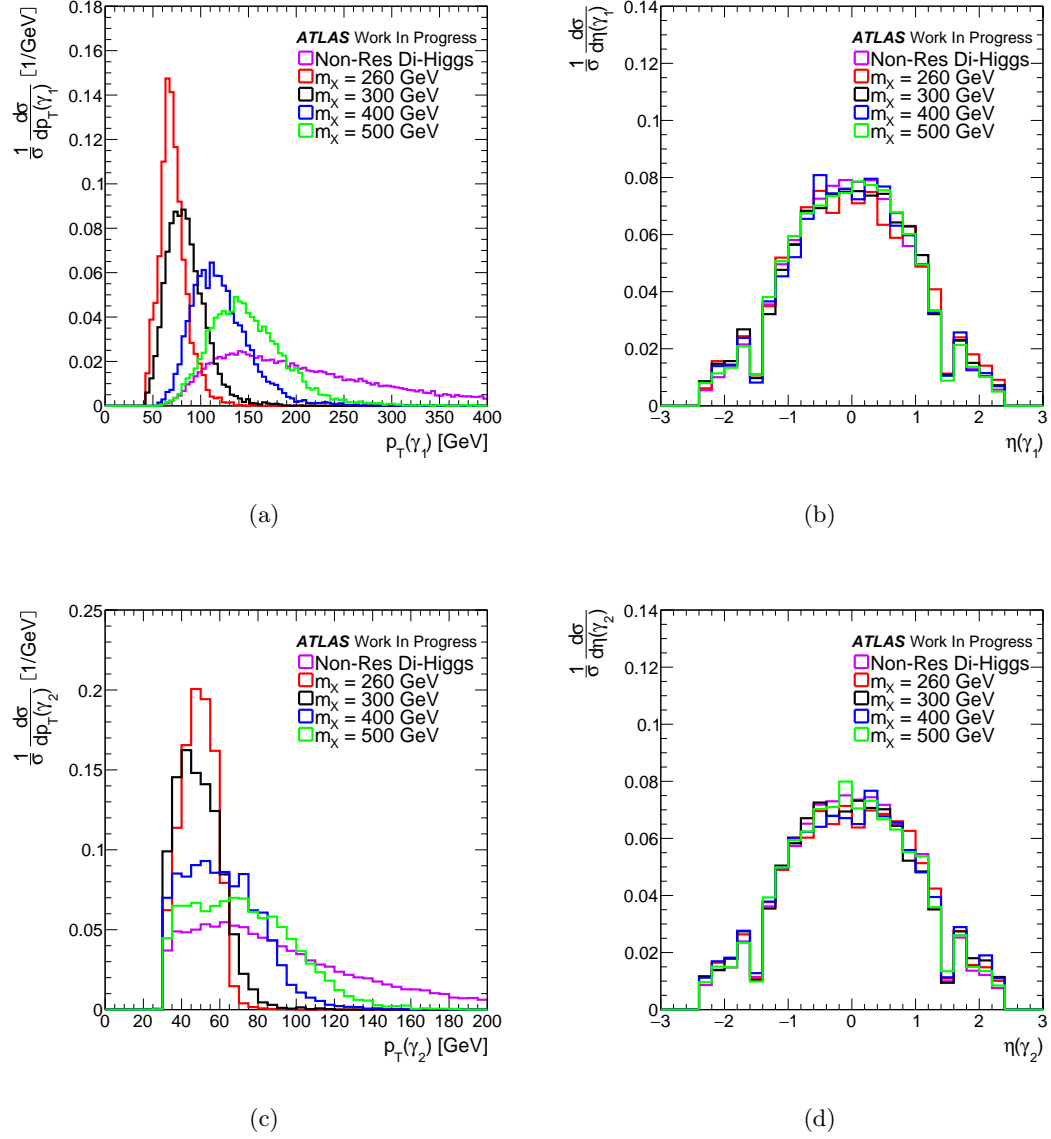 1/σ dσ/dp_T(γ_1) [1/GeV]
ATLAS Work In Progress
Non-Res Di-Higgs
m_X = 260 GeV
m_X = 300 GeV
m_X = 400 GeV
m_X = 500 GeV
0.18
0.16
0.14
0.12
0.1
0.08
0.06
0.04
0.02
0
0 50 100 150 200 250 300 350 400
p_T(γ_1) [GeV]
(a)
1/σ dσ/dη(γ_1)
ATLAS Work In Progress
Non-Res Di-Higgs
m_X = 260 GeV
m_X = 300 GeV
m_X = 400 GeV
m_X = 500 GeV
0.14
0.12
0.1
0.08
0.06
0.04
0.02
0
−3 −2 −1 0 1 2 3
η(γ_1)
(b)
1/σ dσ/dp_T(γ_2) [1/GeV]
ATLAS Work In Progress
Non-Res Di-Higgs
m_X = 260 GeV
m_X = 300 GeV
m_X = 400 GeV
m_X = 500 GeV
0.25
0.2
0.15
0.1
0.05
0
0 20 40 60 80 100 120 140 160 180 200
p_T(γ_2) [GeV]
(c)
1/σ dσ/dη(γ_2)
ATLAS Work In Progress
Non-Res Di-Higgs
m_X = 260 GeV
m_X = 300 GeV
m_X = 400 GeV
m_X = 500 GeV
0.14
0.12
0.1
0.08
0.06
0.04
0.02
0
−3 −2 −1 0 1 2 3
η(γ_2)
(d)